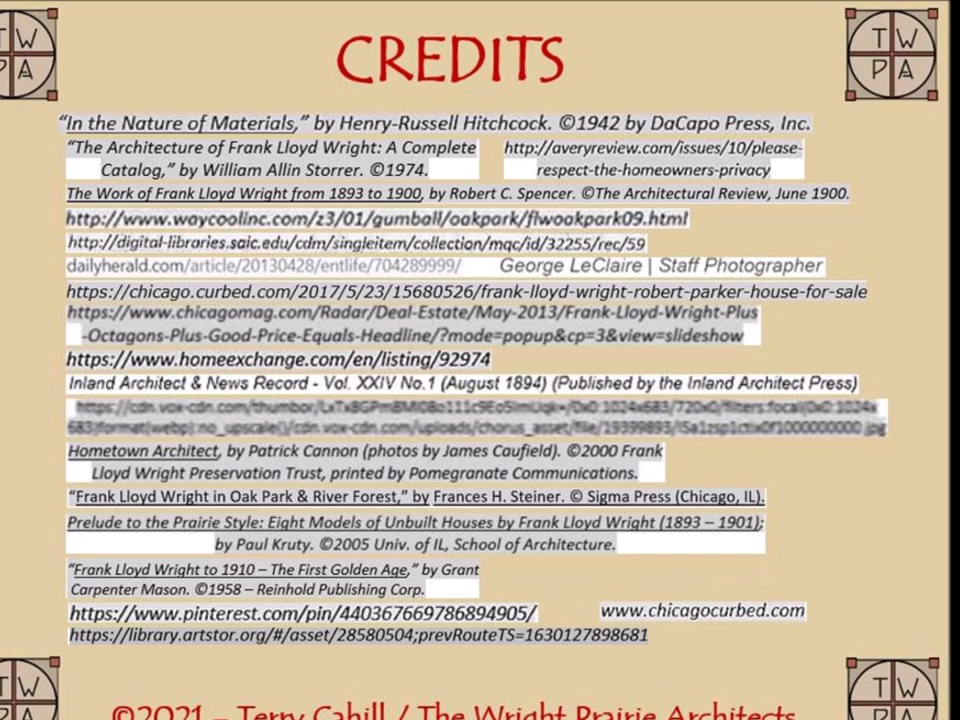 T W
P A
CREDITS
T W
P A
“In the Nature of Materials,” by Henry-Russell Hitchcock. ©1942 by DaCapo Press, Inc.
“The Architecture of Frank Lloyd Wright: A Complete
Catalog,” by William Allin Storrer. ©1974.
http://averyreview.com/issues/10/please-
respect-the-homeowners-privacy
The Work of Frank Lloyd Wright from 1893 to 1900, by Robert C. Spencer. ©The Architectural Review, June 1900.
http://www.waycoolinc.com/z3/01/gumball/oakpark/flwoakpark09.html
http://digital-libraries.saic.edu/cdm/singleitem/collection/mqc/id/32255/rec/59
dailyherald.com/article/20130428/entlife/704289999/ George LeClaire | Staff Photographer
https://chicago.curbed.com/2017/5/23/15680526/frank-lloyd-wright-robert-parker-house-for-sale
https://www.chicagomag.com/Radar/Deal-Estate/May-2013/Frank-Lloyd-Wright-Plus
-Octagons-Plus-Good-Price-Equals-Headline/?mode=popup&cp=3&view=slideshow
https://www.homeexchange.com/en/listing/92974
Inland Architect & News Record - Vol. XXIV No.1 (August 1894) (Published by the Inland Architect Press)
Hometown Architect, by Patrick Cannon (photos by James Caufield). ©2000 Frank
Lloyd Wright Preservation Trust, printed by Pomegranate Communications.
“Frank Lloyd Wright in Oak Park & River Forest,” by Frances H. Steiner. © Sigma Press (Chicago, IL).
Prelude to the Prairie Style: Eight Models of Unbuilt Houses by Frank Lloyd Wright (1893 – 1901);
by Paul Kruty. ©2005 Univ. of IL, School of Architecture.
“Frank Lloyd Wright to 1910 – The First Golden Age,” by Grant
Carpenter Mason. ©1958 – Reinhold Publishing Corp.
https://www.pinterest.com/pin/440367669786894905/ www.chicagocurbed.com
https://library.artstor.org/#/asset/28580504;prevRouteTS=1630127898681
T W
P A
T W
P A
©2021 – Terry Cahill / The Wright Prairie Architects